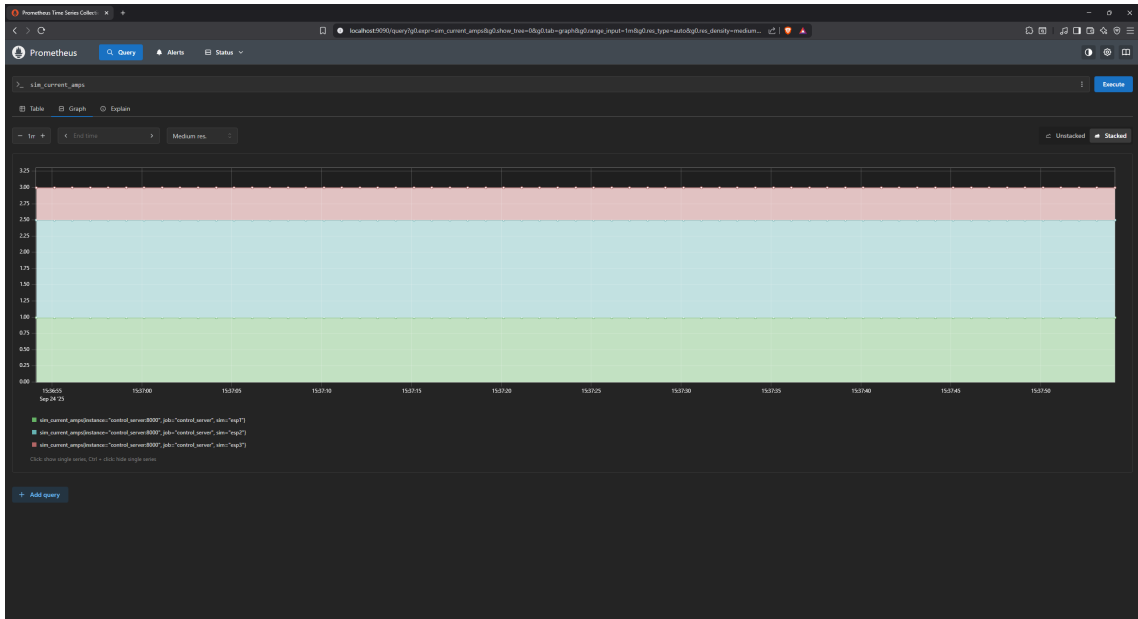 Prometheus Time Series Collecti
localhost:9090/query?g0.expr=sim_current_amps&g0.show_tree=0&g0.tab=graph&g0.range_input=1m&g0.res_type=auto&g0.res_density=medium...
Prometheus Query Alerts Status
>_ sim_current_amps Execute
Table Graph Explain
− 1m + End time Medium res. Unstacked Stacked
3.25
3.00
2.75
2.50
2.25
2.00
1.75
1.50
1.25
1.00
0.75
0.50
0.25
0.00
15:36:55 15:37:00 15:37:05 15:37:10 15:37:15 15:37:20 15:37:25 15:37:30 15:37:35 15:37:40 15:37:45 15:37:50
Sep 24 '25
sim_current_amps{instance="control_server:8000", job="control_server", sim="esp1"}
sim_current_amps{instance="control_server:8000", job="control_server", sim="esp2"}
sim_current_amps{instance="control_server:8000", job="control_server", sim="esp3"}
Click: show single series, Ctrl + click: hide single series
+ Add query